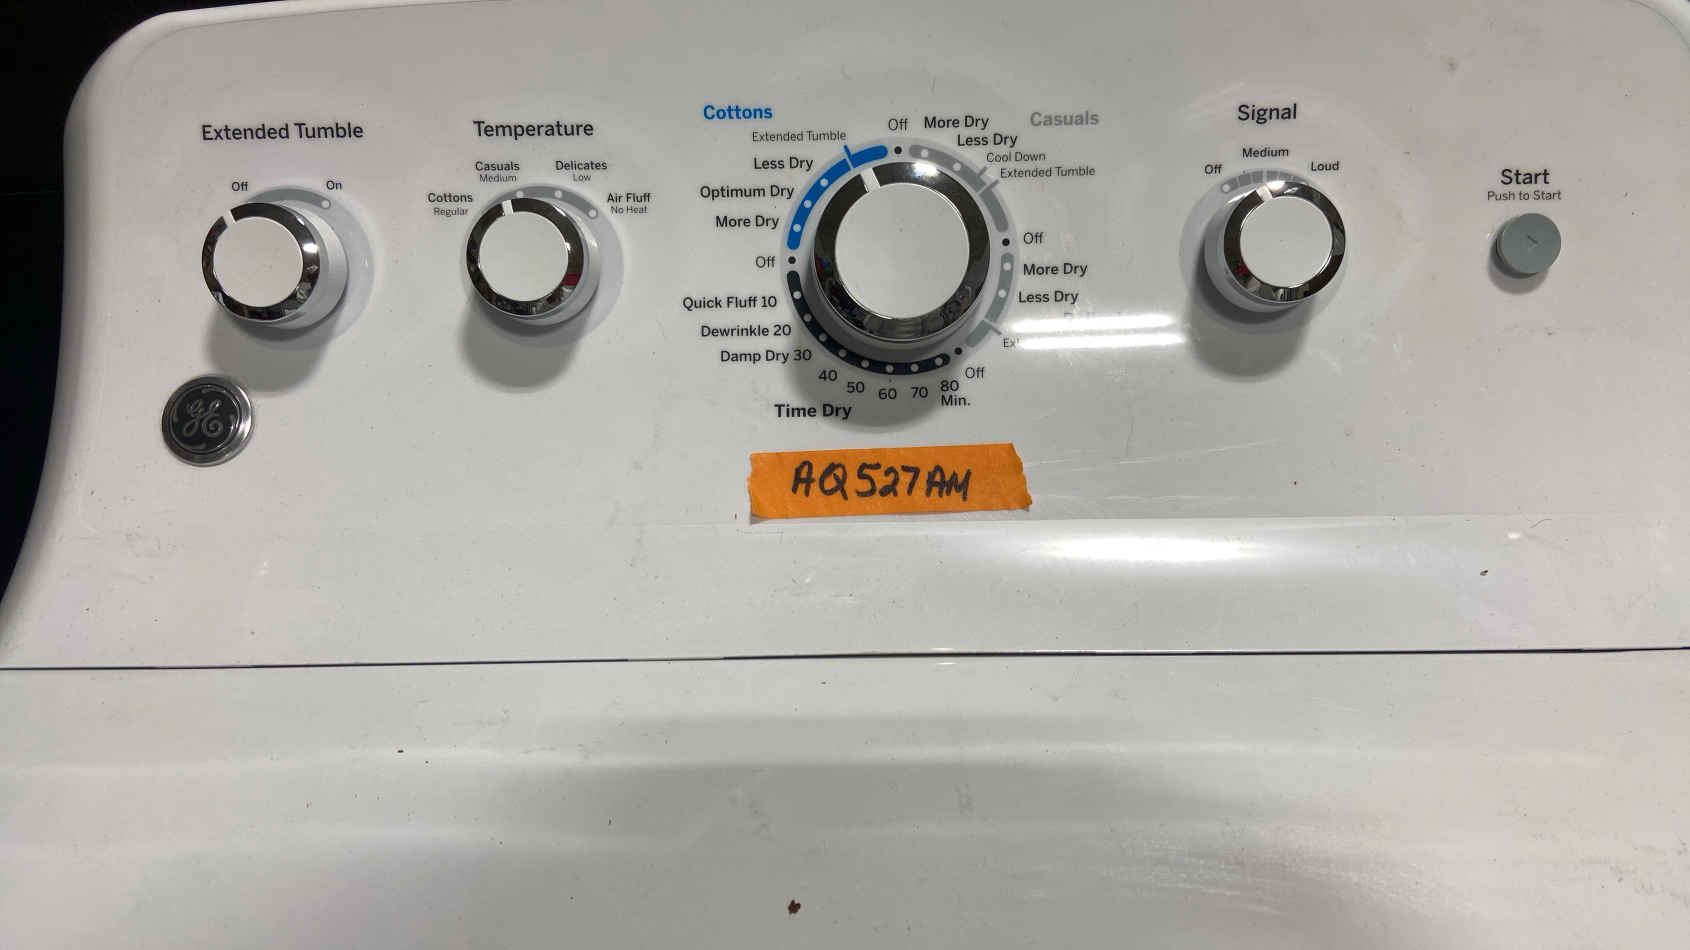 Extended Tumble
Off
On
Temperature
Cottons
Regular
Casuals
Medium
Delicates
Low
Air Fluff
No Heat
Cottons
Extended Tumble
Less Dry
Optimum Dry
More Dry
Off
Quick Fluff 10
Dewrinkle 20
Damp Dry 30
40
50
60
70
80
Min.
Time Dry
Off
More Dry
Casuals
Less Dry
Cool Down
Extended Tumble
Off
More Dry
Less Dry
Off
Signal
Off
Medium
Loud
Start
Push to Start
GE
AQ527AM